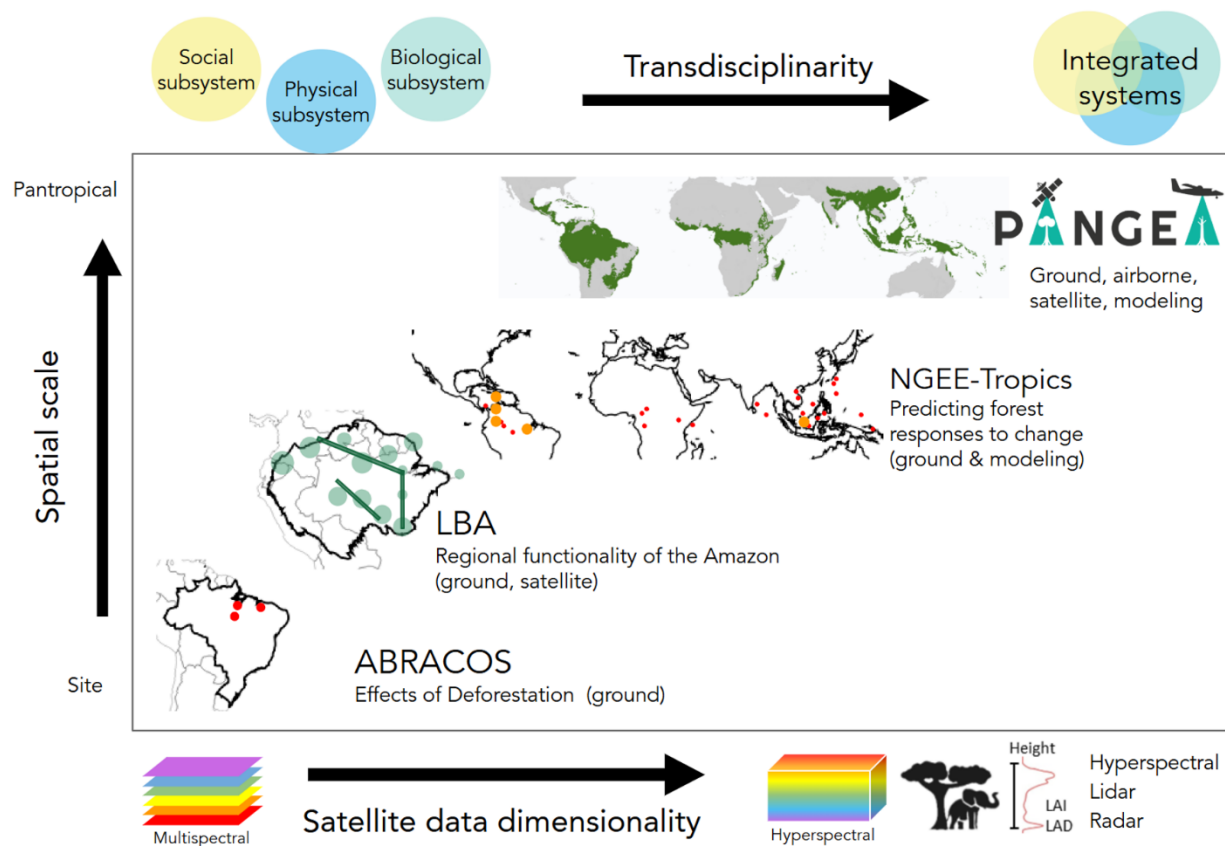 Social
subsystem
Physical
subsystem
Biological
subsystem
Transdisciplinarity
Integrated
systems
Pantropical
Spatial scale
Site
PANGEA
Ground, airborne,
satellite, modeling
NGEE-Tropics
Predicting forest
responses to change
(ground & modeling)
LBA
Regional functionality of the Amazon
(ground, satellite)
ABRACOS
Effects of Deforestation (ground)
Multispectral
Satellite data dimensionality
Hyperspectral
Height
LAI
LAD
Hyperspectral
Lidar
Radar